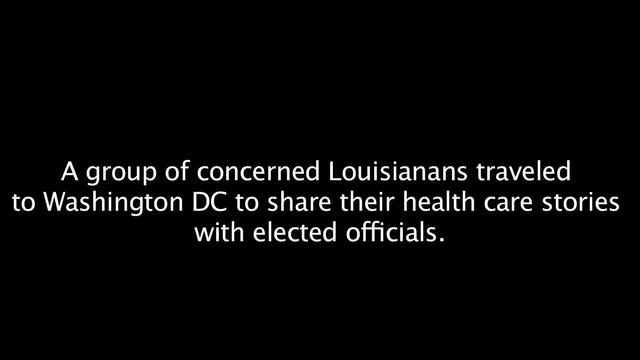 A group of concerned Louisianans traveled
to Washington DC to share their health care stories
with elected officials.